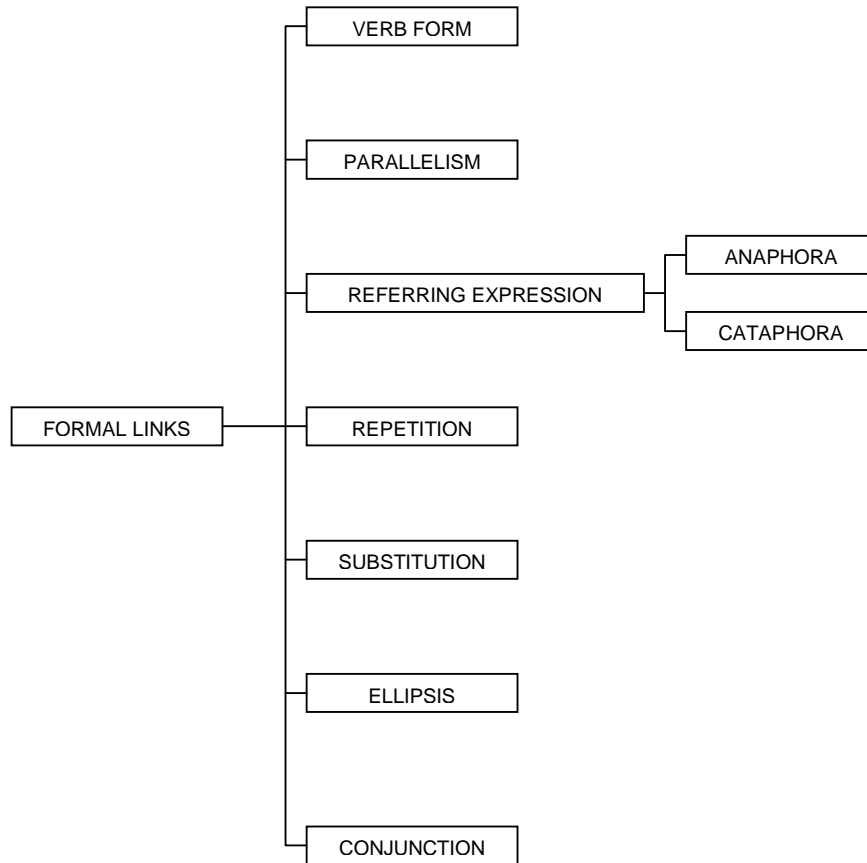 VERB FORM
PARALLELISM
REFERRING EXPRESSION
ANAPHORA
CATAPHORA
FORMAL LINKS
REPETITION
SUBSTITUTION
ELLIPSIS
CONJUNCTION